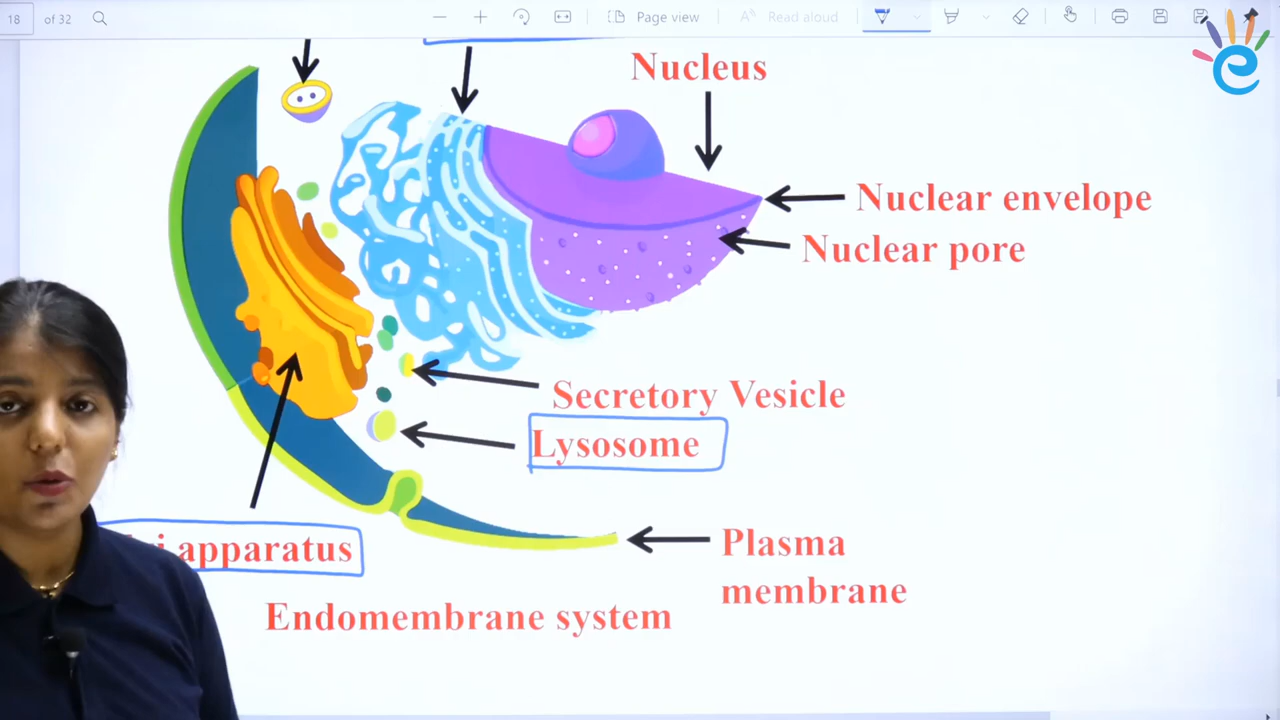 18 of 32
Page view
Read aloud
Nucleus
Nuclear envelope
Nuclear pore
Secretory Vesicle
Lysosome
apparatus
Plasma
membrane
Endomembrane system
e